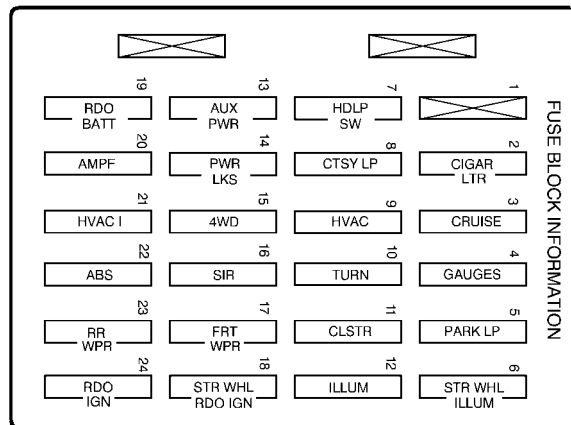 19 13 7 1
RDO BATT AUX PWR HDLP SW
20 14 8 2
AMPF PWR LKS CTSY LP CIGAR LTR
21 15 9 3
HVAC I 4WD HVAC CRUISE
22 16 10 4
ABS SIR TURN GAUGES
23 17 11 5
RR WPR FRT WPR CLSTR PARK LP
24 18 12 6
RDO IGN STR WHL RDO IGN ILLUM STR WHL ILLUM
FUSE BLOCK INFORMATION